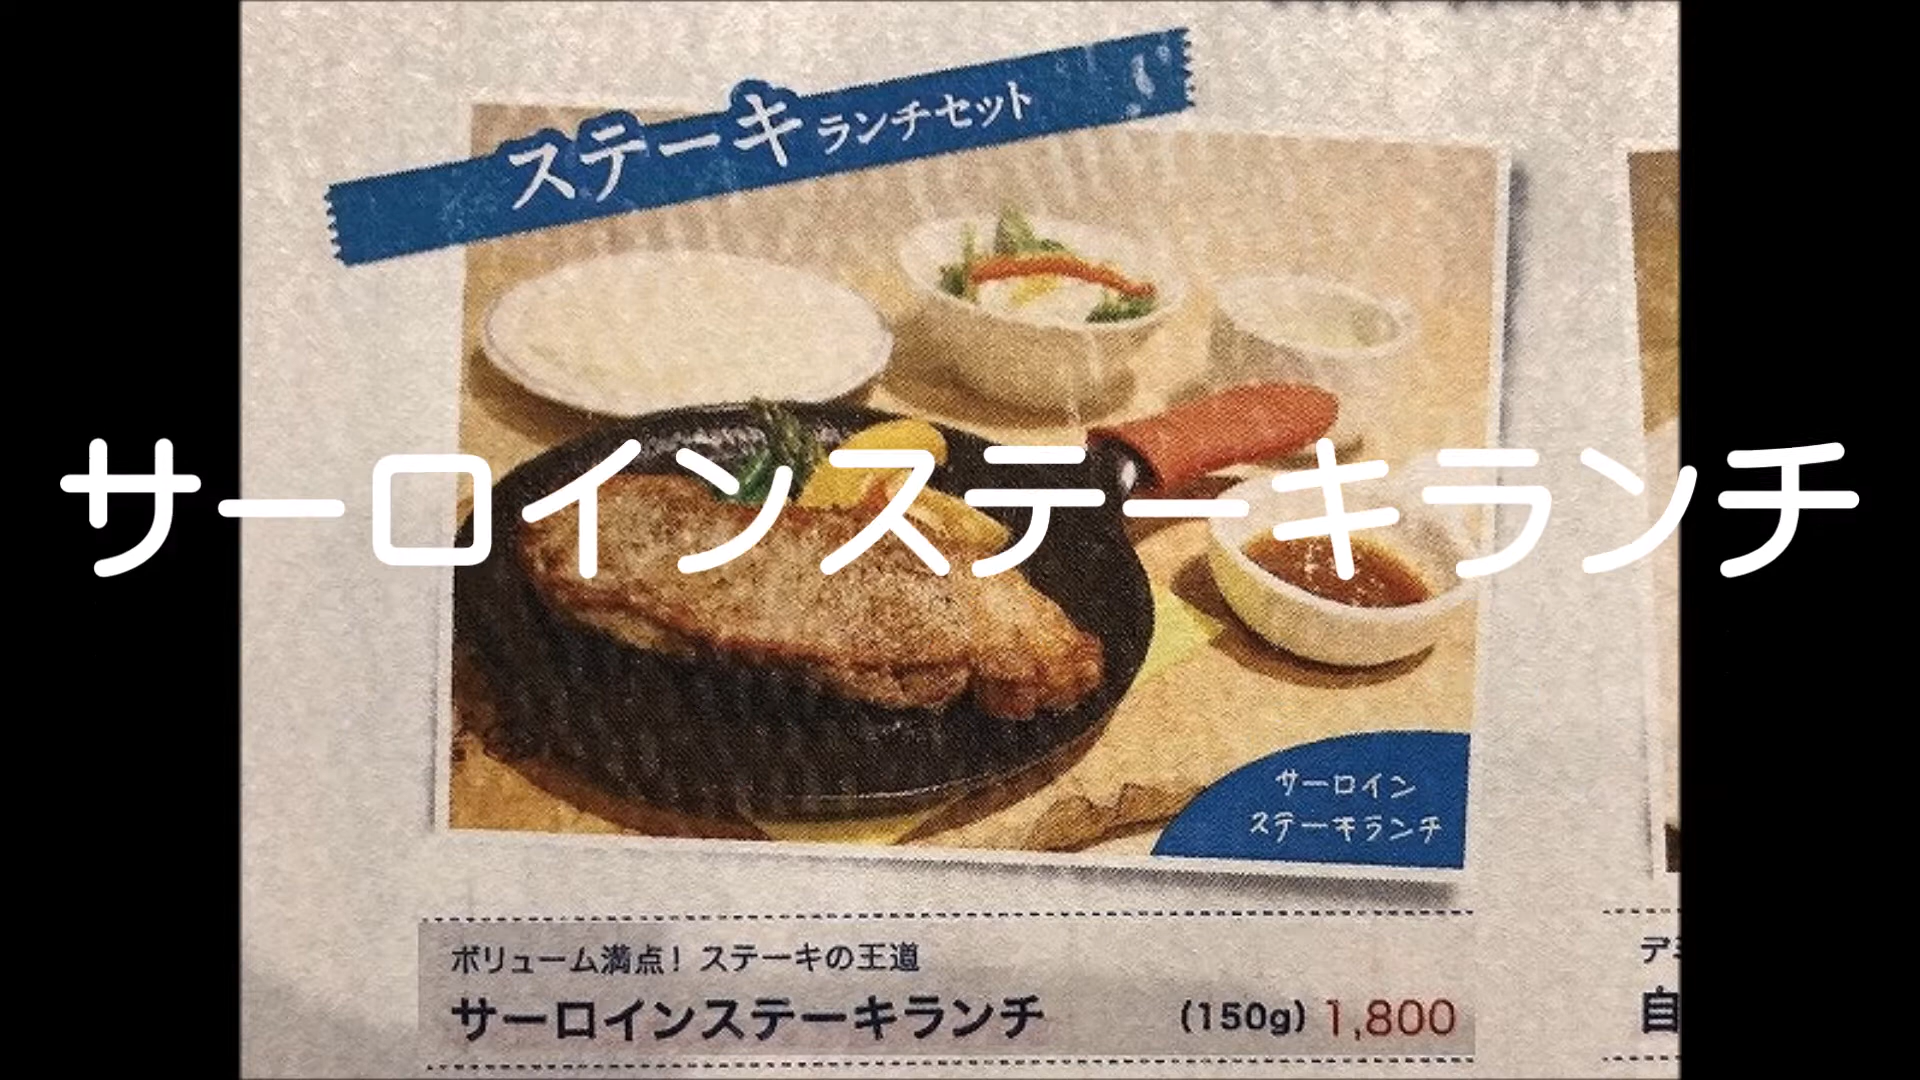 ステーキランチセット
サーロインステーキランチ
サーロイン
ステーキランチ
ボリューム満点！ステーキの王道
サーロインステーキランチ (150g) 1,800
デ
自